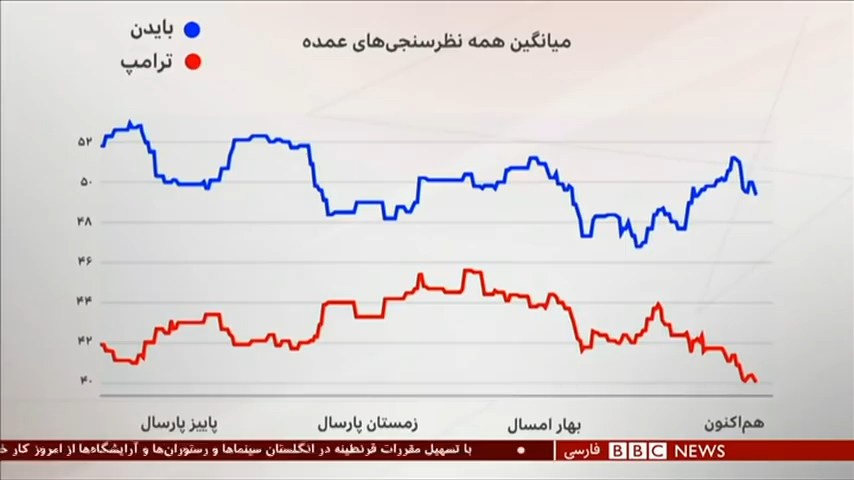 میانگین همه نظرسنجی‌های عمده
بایدن
ترامپ
۵۲
۵۰
۴۸
۴۶
۴۴
۴۲
۴۰
پاییز پارسال
زمستان پارسال
بهار امسال
هم‌اکنون
با تسهیل مقررات قرنطینه در انگلستان سینماها و رستوران‌ها و آرایشگاه‌ها از امروز کار
BBC NEWS فارسی